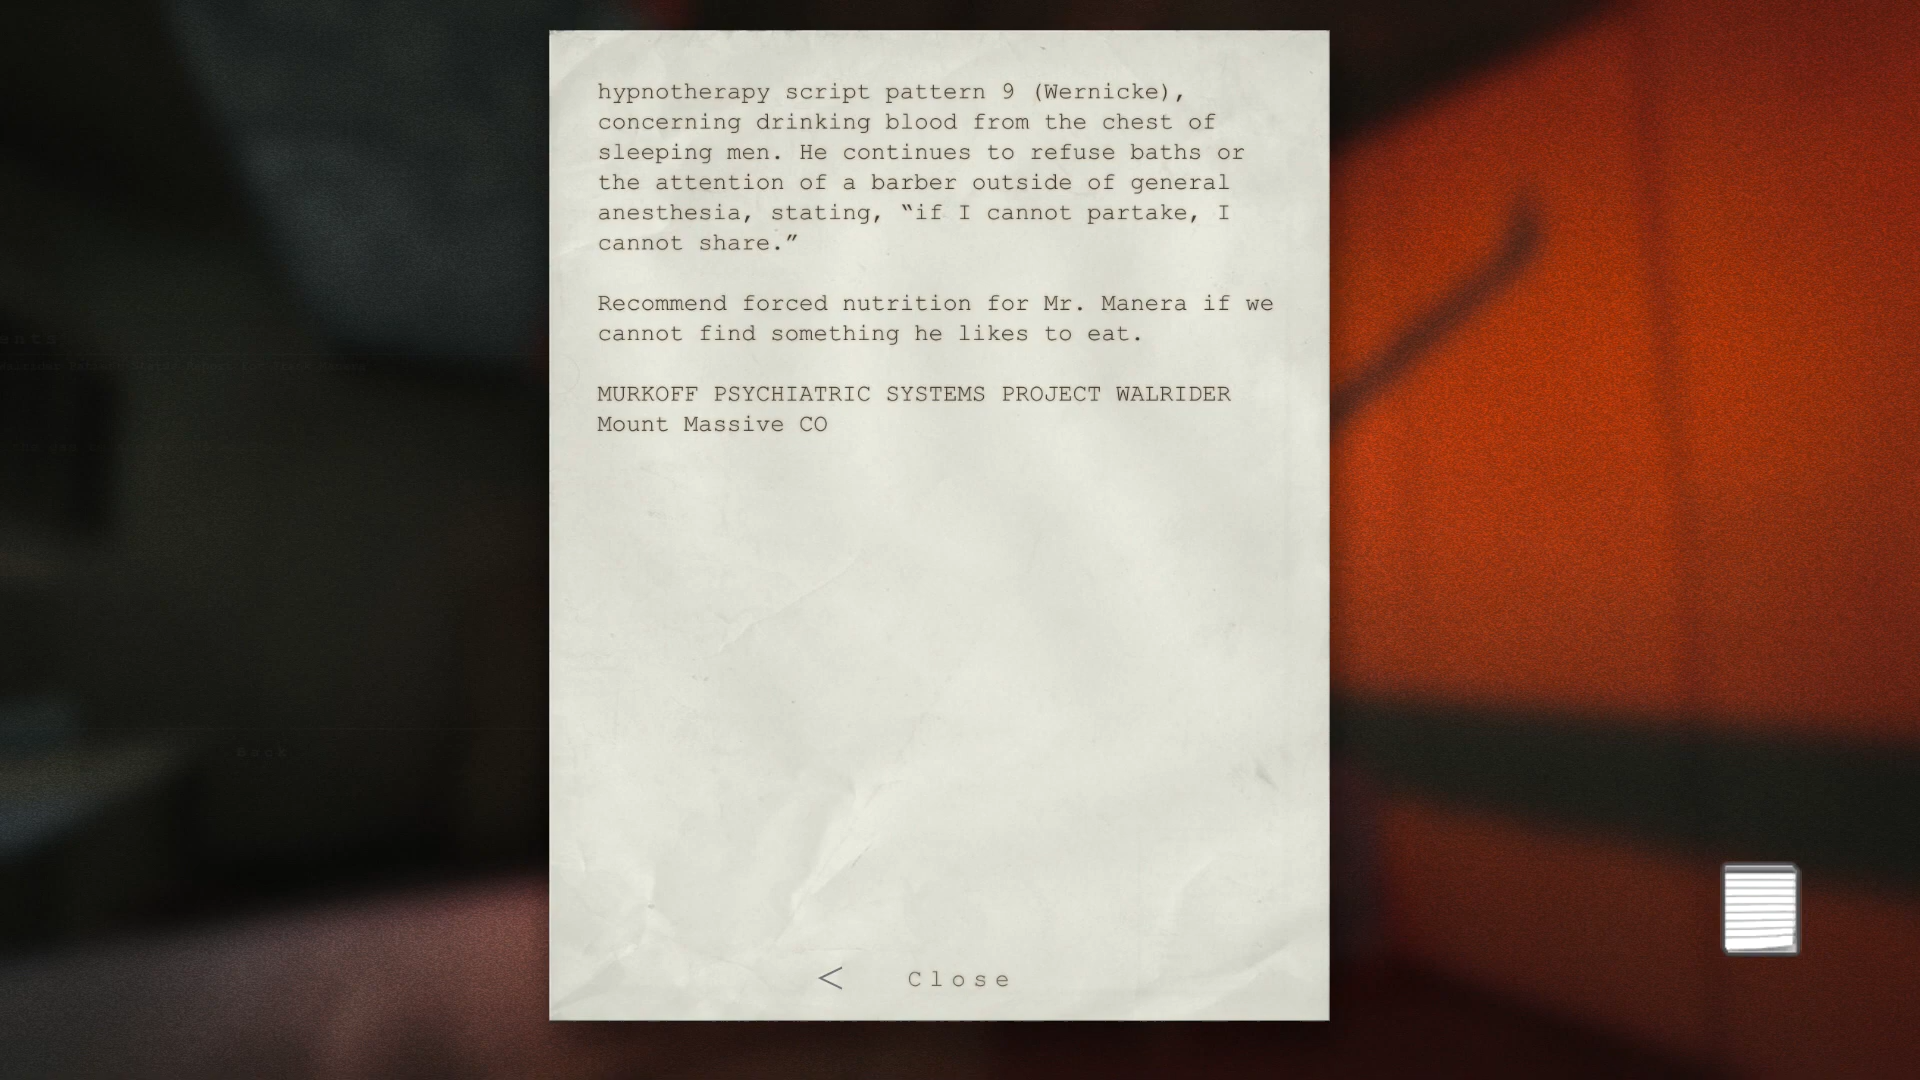 hypnotherapy script pattern 9 (Wernicke),
concerning drinking blood from the chest of
sleeping men. He continues to refuse baths or
the attention of a barber outside of general
anesthesia, stating, “if I cannot partake, I
cannot share.”
Recommend forced nutrition for Mr. Manera if we
cannot find something he likes to eat.
MURKOFF PSYCHIATRIC SYSTEMS PROJECT WALRIDER
Mount Massive CO
< Close
Back